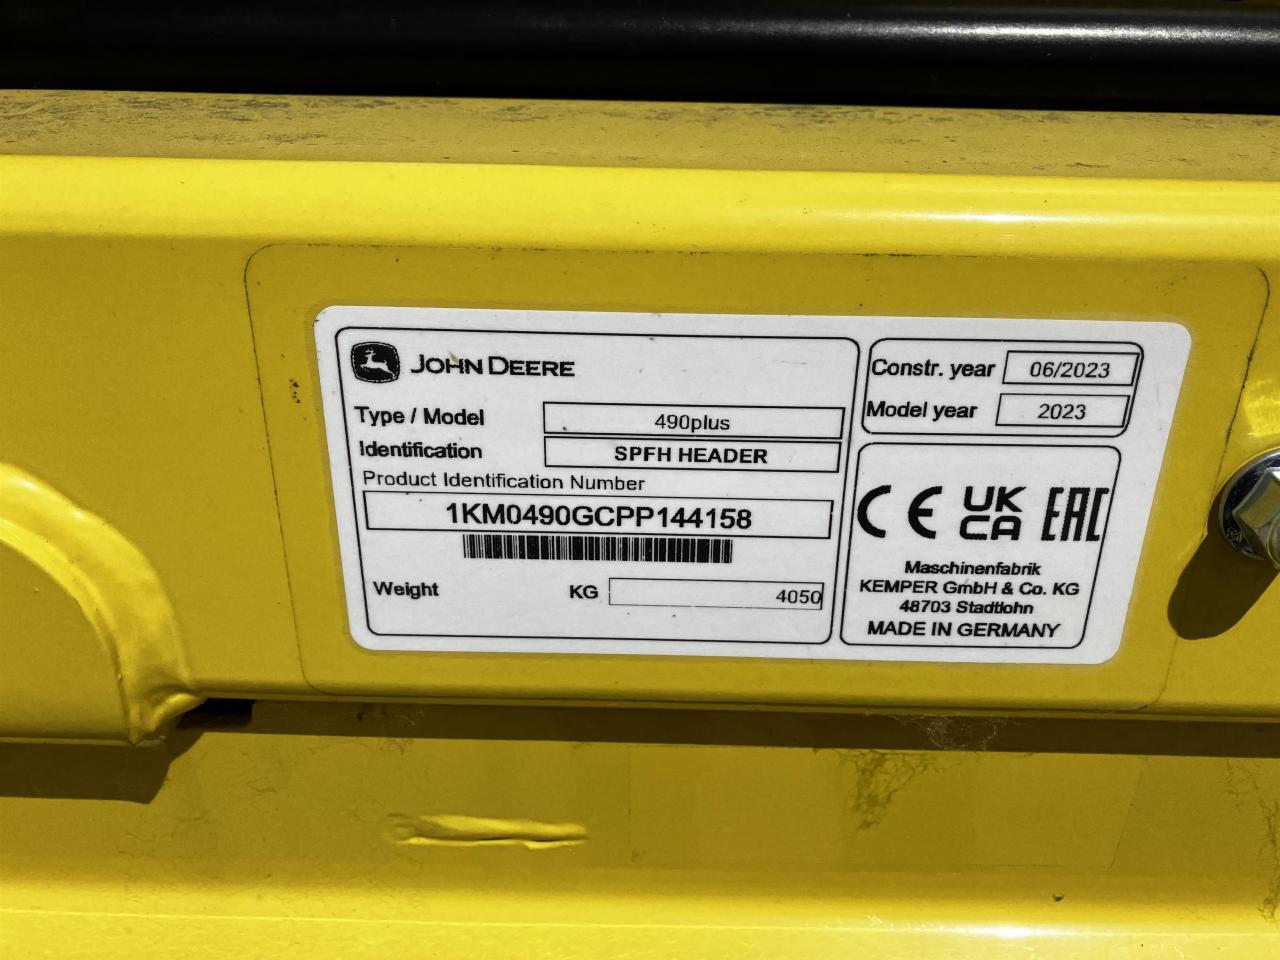 JOHN DEERE
Type / Model 490plus
Identification SPFH HEADER
Product Identification Number
1KM0490GCPP144158
Weight KG 4050
Constr. year 06/2023
Model year 2023
CE UK CA EAC
Maschinenfabrik
KEMPER GmbH & Co. KG
48703 Stadtlohn
MADE IN GERMANY